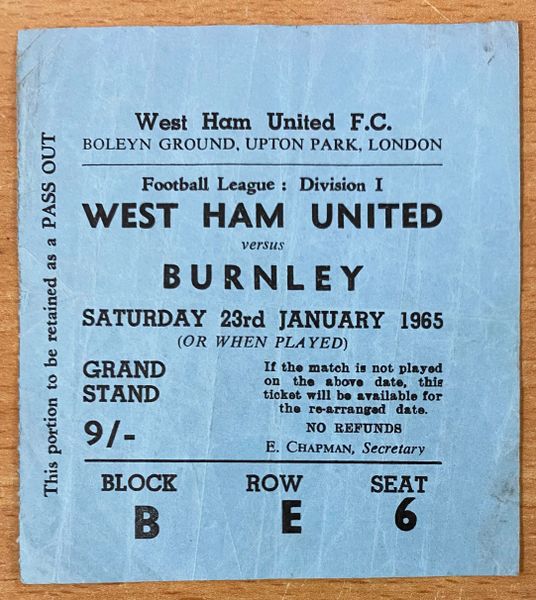 West Ham United F.C.
BOLEYN GROUND, UPTON PARK, LONDON
Football League : Division I
WEST HAM UNITED
versus
BURNLEY
SATURDAY 23rd JANUARY 1965
(OR WHEN PLAYED)
GRAND
STAND
9/-
If the match is not played
on the above date, this
ticket will be available for
the re-arranged date.
NO REFUNDS
E. CHAPMAN, Secretary
BLOCK ROW SEAT
B E 6
This portion to be retained as a PASS OUT